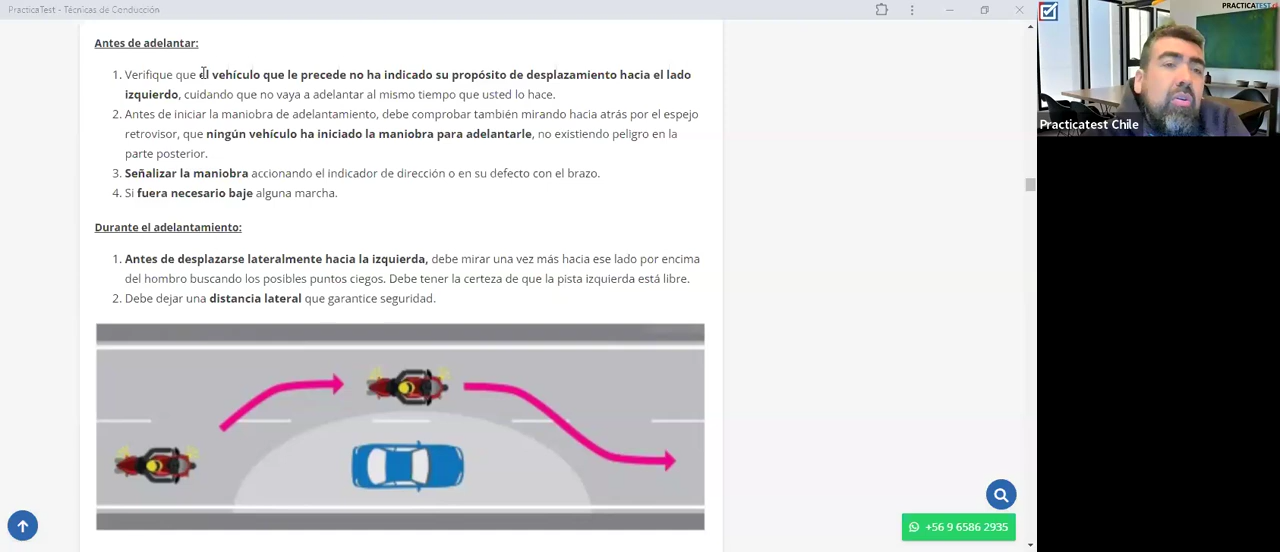 PracticaTest - Técnicas de Conducción
PRACTICATEST
Antes de adelantar:
1. Verifique que el vehículo que le precede no ha indicado su propósito de desplazamiento hacia el lado
izquierdo, cuidando que no vaya a adelantar al mismo tiempo que usted lo hace.
2. Antes de iniciar la maniobra de adelantamiento, debe comprobar también mirando hacia atrás por el espejo
retrovisor, que ningún vehículo ha iniciado la maniobra para adelantarle, no existiendo peligro en la
parte posterior.
3. Señalizar la maniobra accionando el indicador de dirección o en su defecto con el brazo.
4. Si fuera necesario baje alguna marcha.
Practicatest Chile
Durante el adelantamiento:
1. Antes de desplazarse lateralmente hacia la izquierda, debe mirar una vez más hacia ese lado por encima
del hombro buscando los posibles puntos ciegos. Debe tener la certeza de que la pista izquierda está libre.
2. Debe dejar una distancia lateral que garantice seguridad.
+56 9 6586 2935